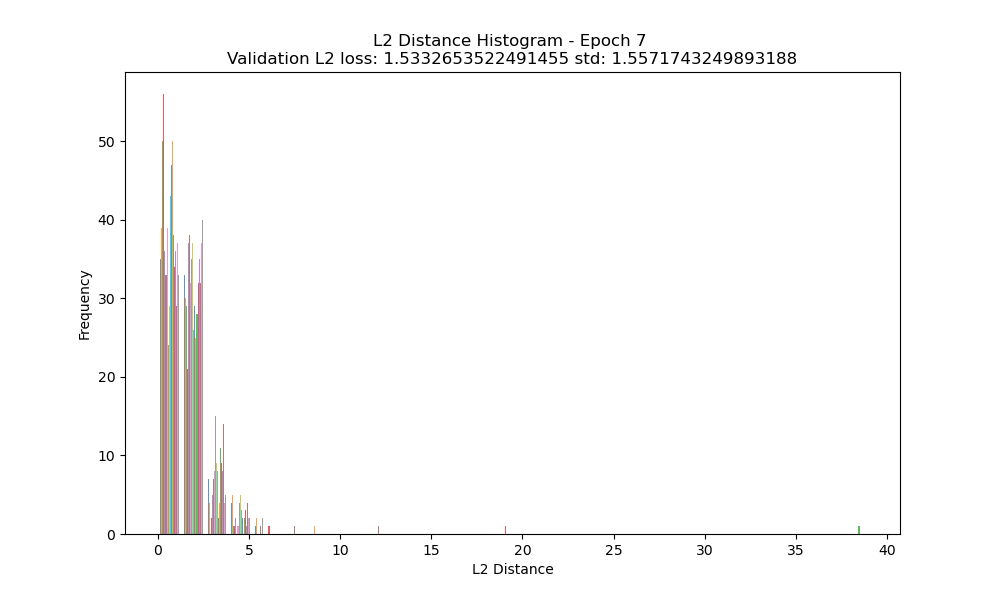 L2 Distance Histogram - Epoch 7
Validation L2 loss: 1.5332653522491455 std: 1.5571743249893188
50
40
30
20
10
0
Frequency
0 5 10 15 20 25 30 35 40
L2 Distance